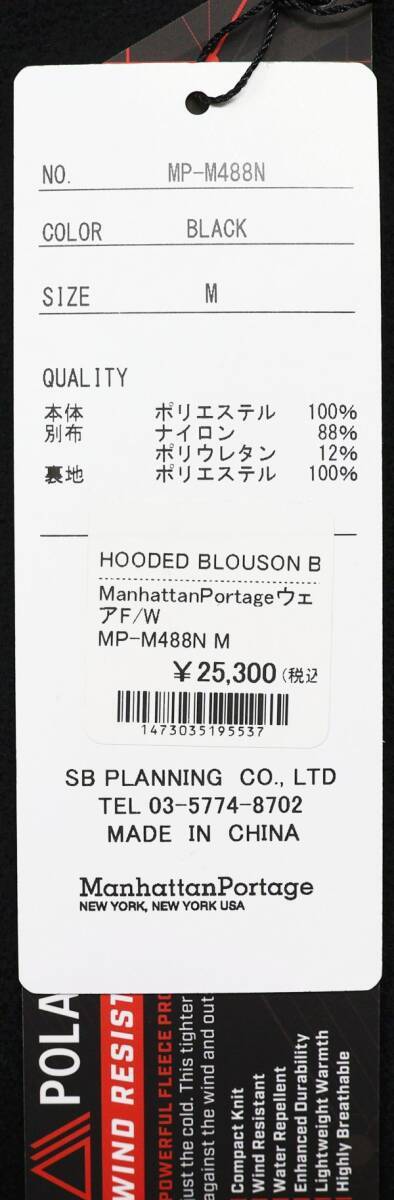 NO. MP-M488N
COLOR BLACK
SIZE M
QUALITY
本体 ポリエステル 100%
別布 ナイロン 88%
ポリウレタン 12%
裏地 ポリエステル 100%
HOODED BLOUSON B
ManhattanPortageウェ
アF/W
MP-M488N M
¥25,300(税込
1473035195537
SB PLANNING CO., LTD
TEL 03-5774-8702
MADE IN CHINA
ManhattanPortage
NEW YORK, NEW YORK USA
POLA
WIND RESIST
POWERFUL FLEECE PRO
just the cold. This tighter
against the wind and out
Compact Knit
Wind Resistant
Water Repellent
Enhanced Durability
Lightweight Warmth
Highly Breathable